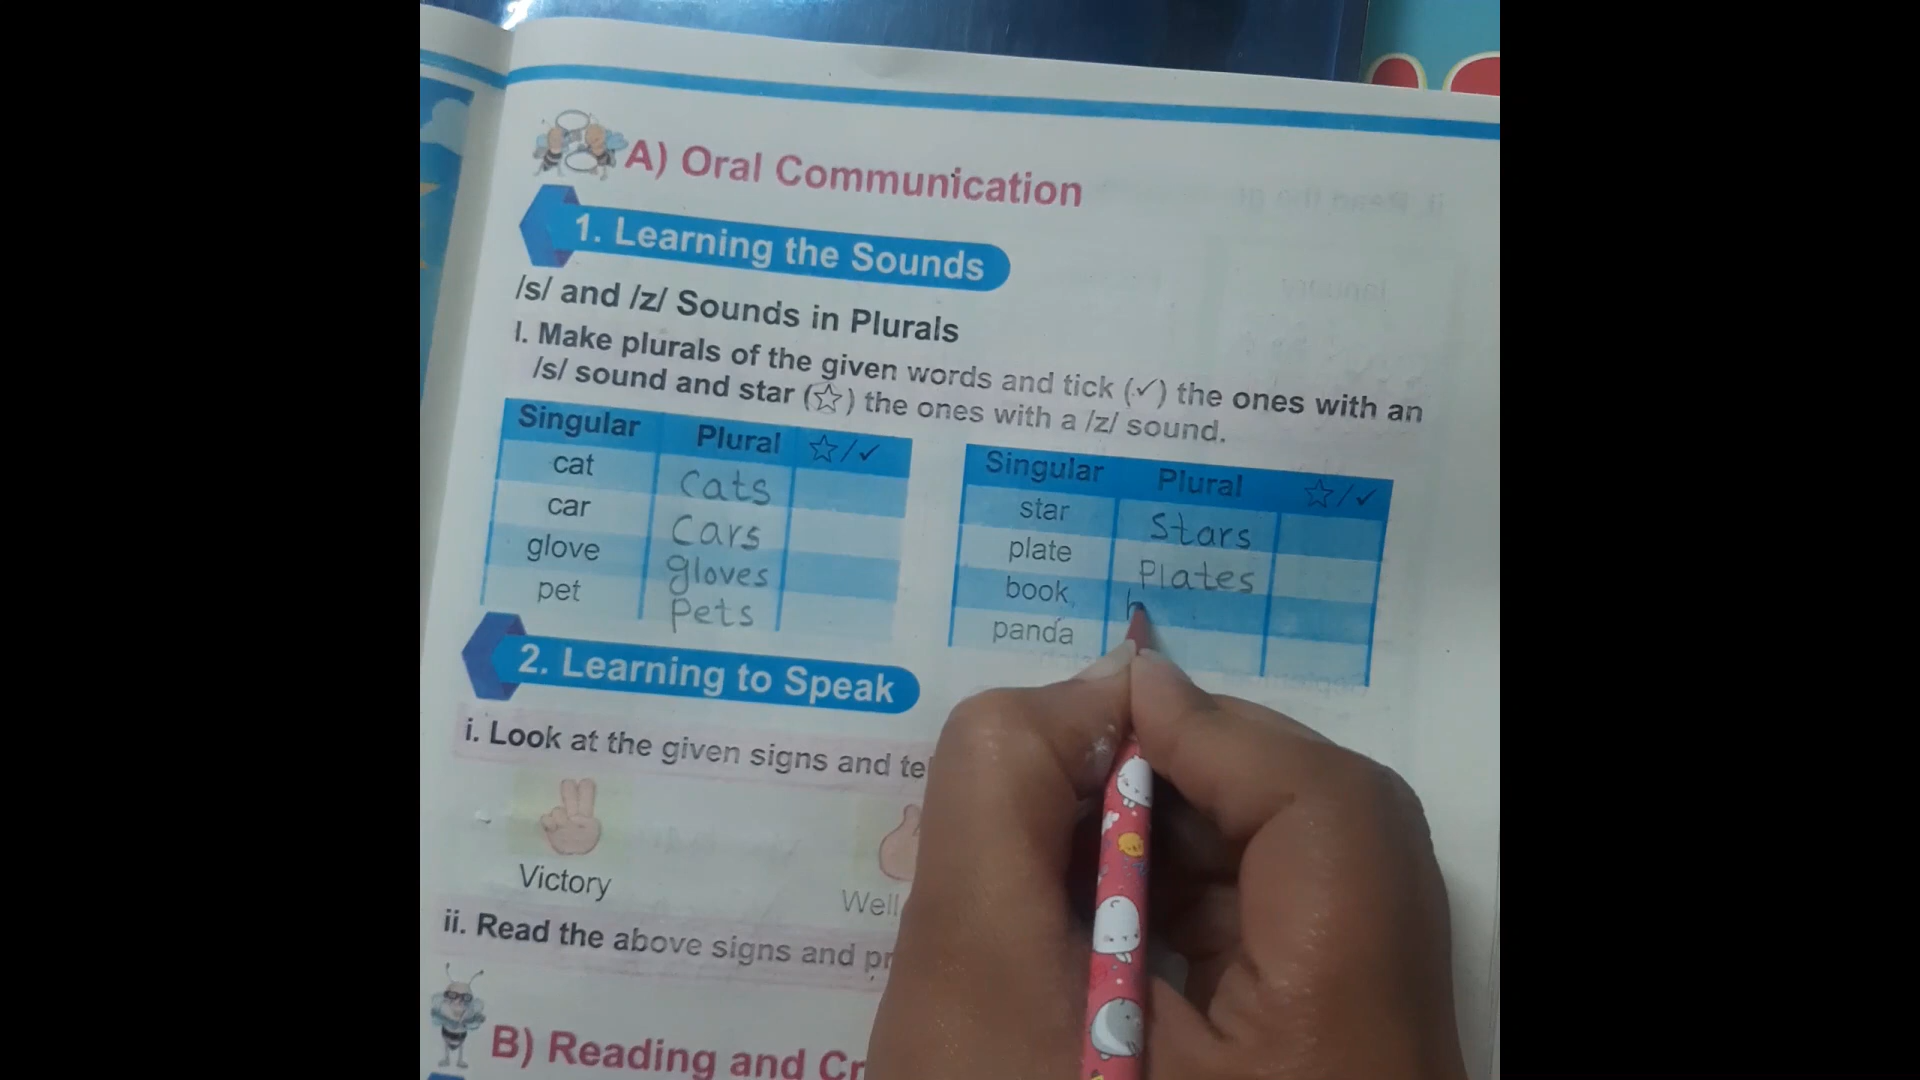 A) Oral Communication
1. Learning the Sounds
/s/ and /z/ Sounds in Plurals
I. Make plurals of the given words and tick (✓) the ones with an
/s/ sound and star (☆) the ones with a /z/ sound.
Singular Plural ☆/✓
cat Cats
car Cars
glove gloves
pet Pets
Singular Plural ☆/✓
star Stars
plate Plates
book
panda
2. Learning to Speak
i. Look at the given signs and
Victory
Well
ii. Read the above signs and
B) Reading and